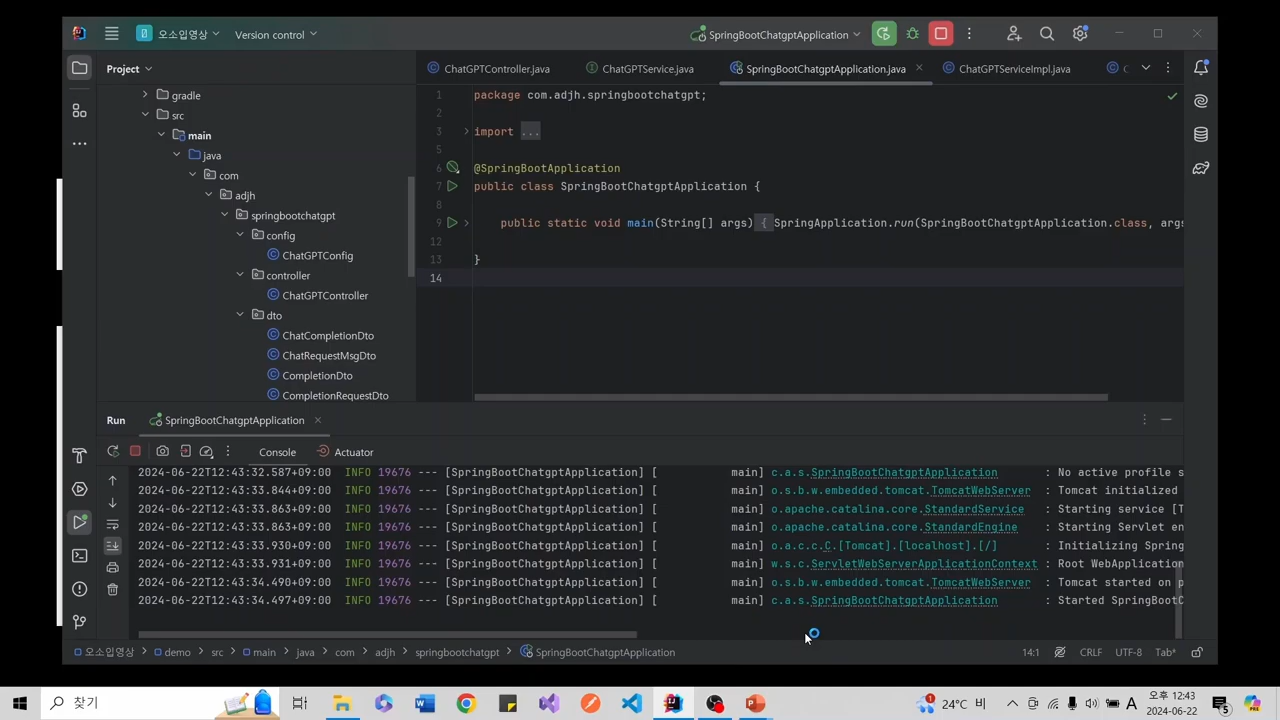 오소입영상
Version control
SpringBootChatgptApplication
Project
gradle
src
main
java
com
adjh
springbootchatgpt
config
ChatGPTConfig
controller
ChatGPTController
dto
ChatCompletionDto
ChatRequestMsgDto
CompletionDto
CompletionRequestDto
ChatGPTController.java
ChatGPTService.java
SpringBootChatgptApplication.java
ChatGPTServiceImpl.java
1 package com.adjh.springbootchatgpt;
2
3 import ...
5
6 @SpringBootApplication
7 public class SpringBootChatgptApplication {
8
9 public static void main(String[] args) { SpringApplication.run(SpringBootChatgptApplication.class, args
12
13 }
14
Run
SpringBootChatgptApplication
Console
Actuator
2024-06-22T12:43:32.587+09:00 INFO 19676 --- [SpringBootChatgptApplication] [ main] c.a.s.SpringBootChatgptApplication : No active profile s
2024-06-22T12:43:33.844+09:00 INFO 19676 --- [SpringBootChatgptApplication] [ main] o.s.b.w.embedded.tomcat.TomcatWebServer : Tomcat initialized
2024-06-22T12:43:33.863+09:00 INFO 19676 --- [SpringBootChatgptApplication] [ main] o.apache.catalina.core.StandardService : Starting service [T
2024-06-22T12:43:33.863+09:00 INFO 19676 --- [SpringBootChatgptApplication] [ main] o.apache.catalina.core.StandardEngine : Starting Servlet en
2024-06-22T12:43:33.930+09:00 INFO 19676 --- [SpringBootChatgptApplication] [ main] o.a.c.c.C.[Tomcat].[localhost].[/] : Initializing Spring
2024-06-22T12:43:33.931+09:00 INFO 19676 --- [SpringBootChatgptApplication] [ main] w.s.c.ServletWebServerApplicationContext : Root WebApplication
2024-06-22T12:43:34.490+09:00 INFO 19676 --- [SpringBootChatgptApplication] [ main] o.s.b.w.embedded.tomcat.TomcatWebServer : Tomcat started on p
2024-06-22T12:43:34.497+09:00 INFO 19676 --- [SpringBootChatgptApplication] [ main] c.a.s.SpringBootChatgptApplication : Started SpringBootC
오소입영상 > demo > src > main > java > com > adjh > springbootchatgpt > SpringBootChatgptApplication
14:1 CRLF UTF-8 Tab*
찾기
1
24°C 비
A
오후 12:43
2024-06-22
5